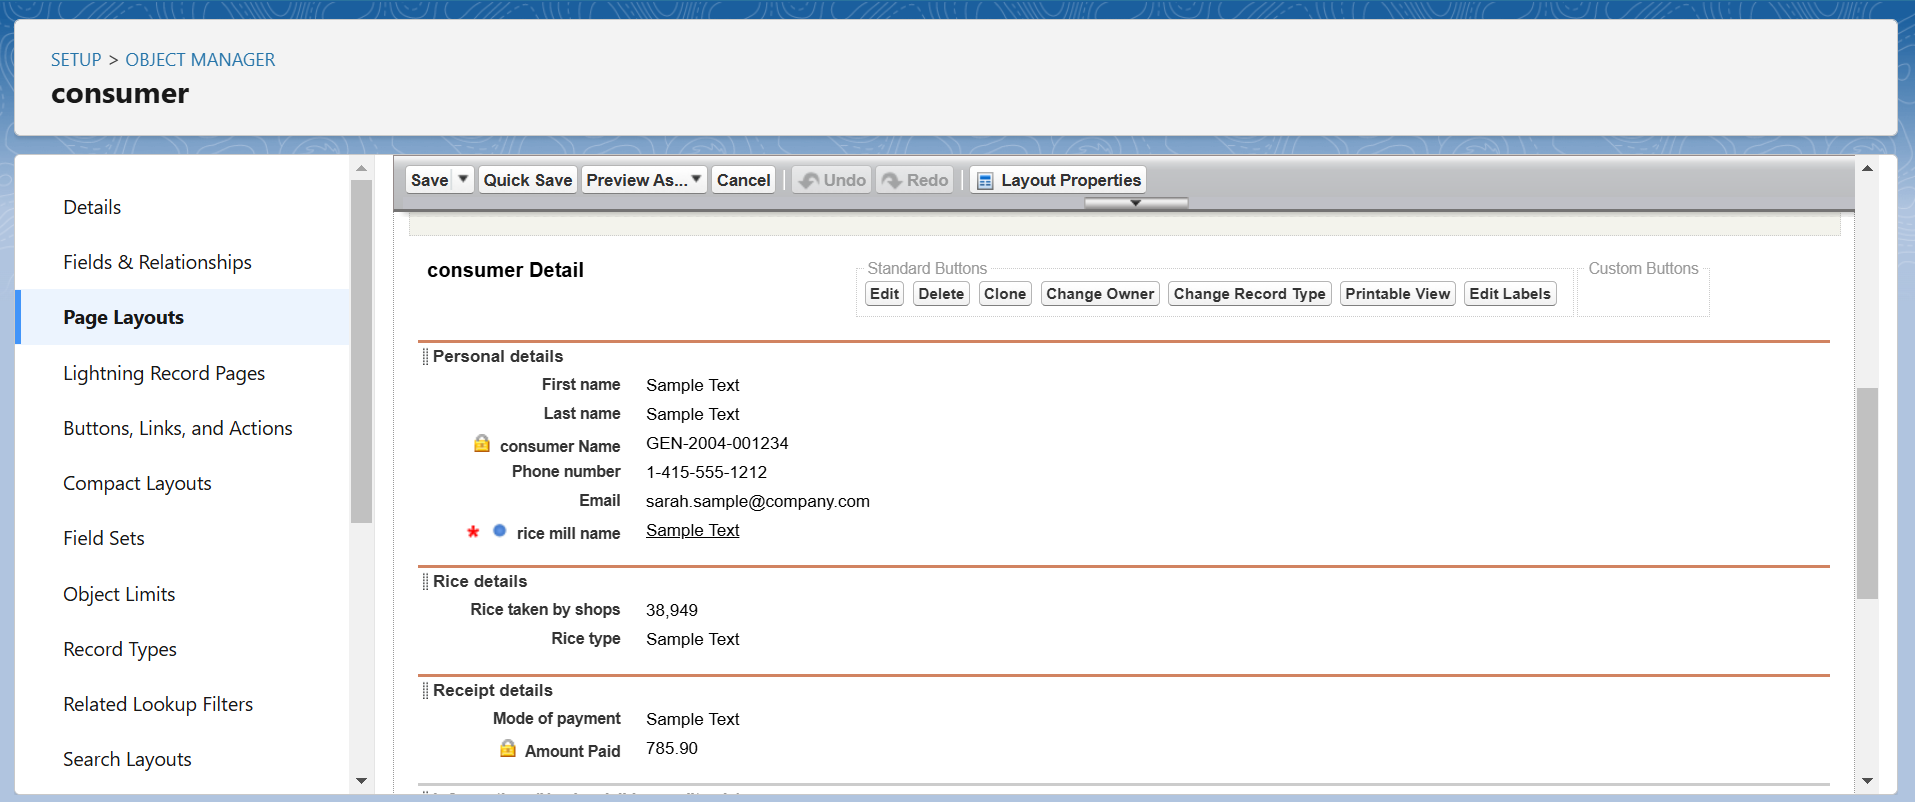 SETUP > OBJECT MANAGER
consumer
Details
Fields & Relationships
Page Layouts
Lightning Record Pages
Buttons, Links, and Actions
Compact Layouts
Field Sets
Object Limits
Record Types
Related Lookup Filters
Search Layouts
Save Quick Save Preview As... Cancel Undo Redo Layout Properties
consumer Detail
Standard Buttons
Edit Delete Clone Change Owner Change Record Type Printable View Edit Labels
Custom Buttons
Personal details
First name Sample Text
Last name Sample Text
consumer Name GEN-2004-001234
Phone number 1-415-555-1212
Email sarah.sample@company.com
* rice mill name Sample Text
Rice details
Rice taken by shops 38,949
Rice type Sample Text
Receipt details
Mode of payment Sample Text
Amount Paid 785.90